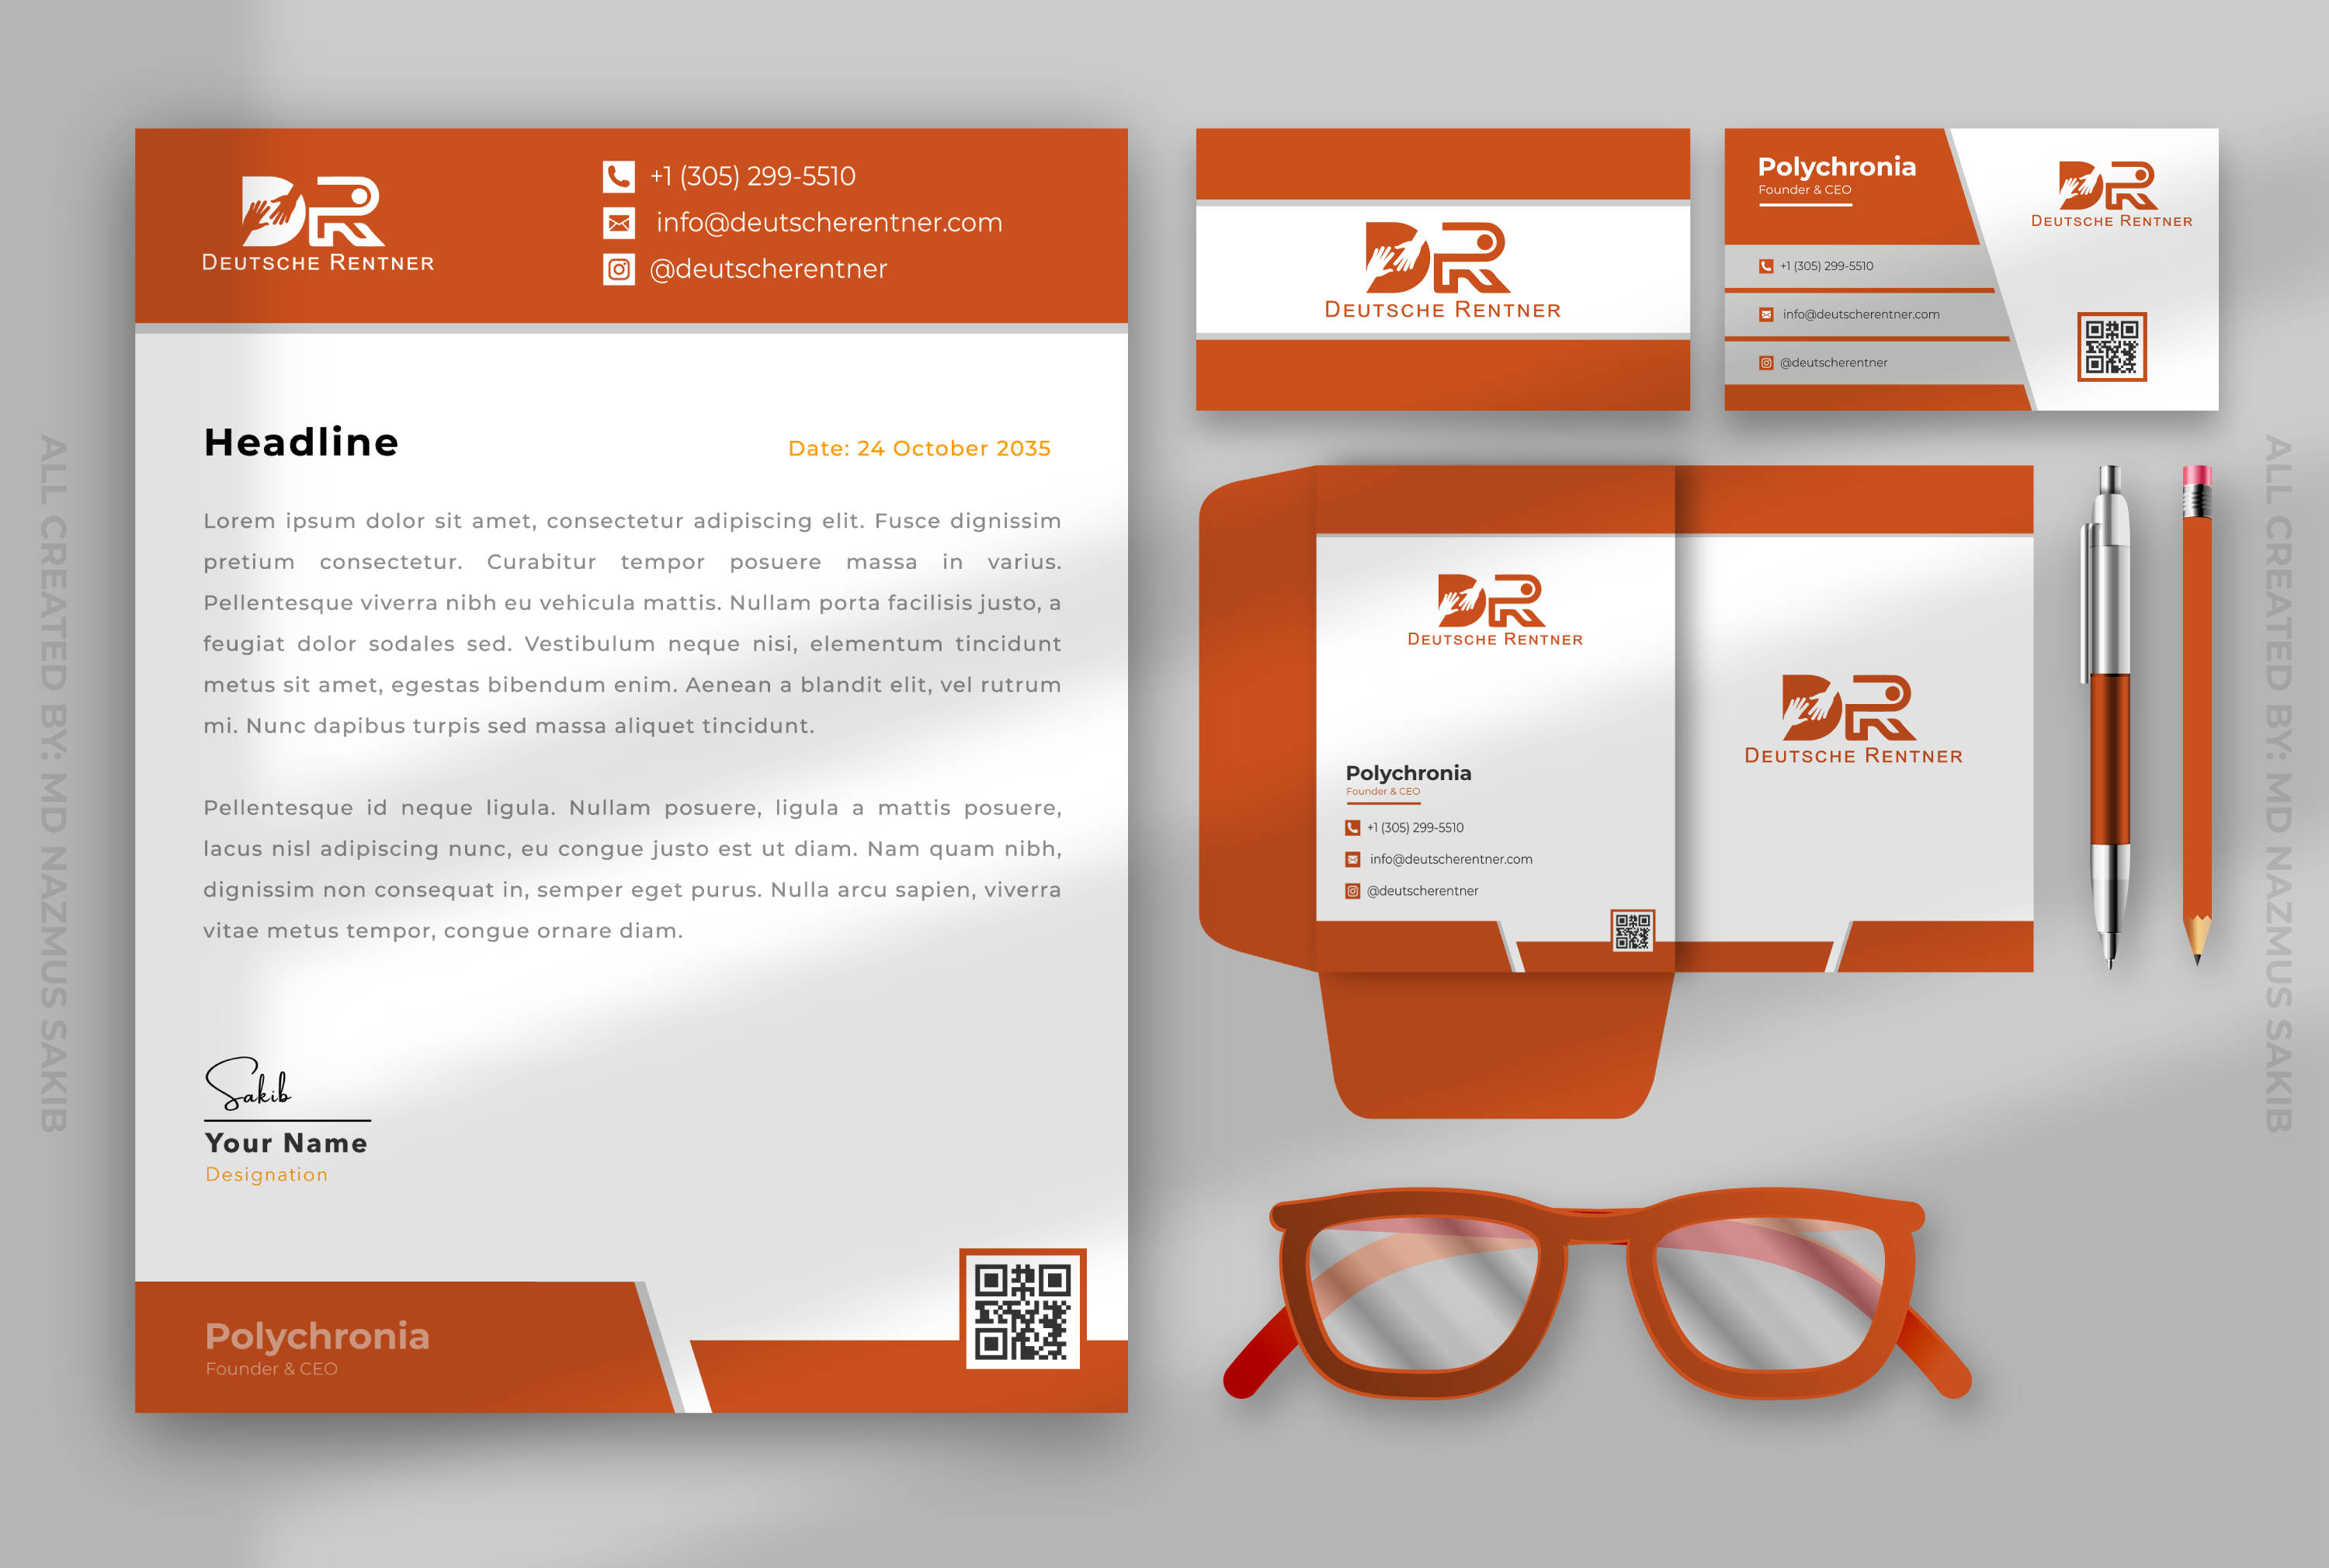 ALL CREATED BY: MD NAZMUS SAKIB
DR
DEUTSCHE RENTNER
+1 (305) 299-5510
info@deutscherentner.com
@deutscherentner
Headline
Date: 24 October 2035
Lorem ipsum dolor sit amet, consectetur adipiscing elit. Fusce dignissim
pretium consectetur. Curabitur tempor posuere massa in varius.
Pellentesque viverra nibh eu vehicula mattis. Nullam porta facilisis justo, a
feugiat dolor sodales sed. Vestibulum neque nisi, elementum tincidunt
metus sit amet, egestas bibendum enim. Aenean a blandit elit, vel rutrum
mi. Nunc dapibus turpis sed massa aliquet tincidunt.
Pellentesque id neque ligula. Nullam posuere, ligula a mattis posuere,
lacus nisl adipiscing nunc, eu congue justo est ut diam. Nam quam nibh,
dignissim non consequat in, semper eget purus. Nulla arcu sapien, viverra
vitae metus tempor, congue ornare diam.
Sakib
Your Name
Designation
Polychronia
Founder & CEO
DR
DEUTSCHE RENTNER
Polychronia
Founder & CEO
+1 (305) 299-5510
info@deutscherentner.com
@deutscherentner
DR
DEUTSCHE RENTNER
DR
DEUTSCHE RENTNER
Polychronia
Founder & CEO
+1 (305) 299-5510
info@deutscherentner.com
@deutscherentner
DR
DEUTSCHE RENTNER
ALL CREATED BY: MD NAZMUS SAKIB